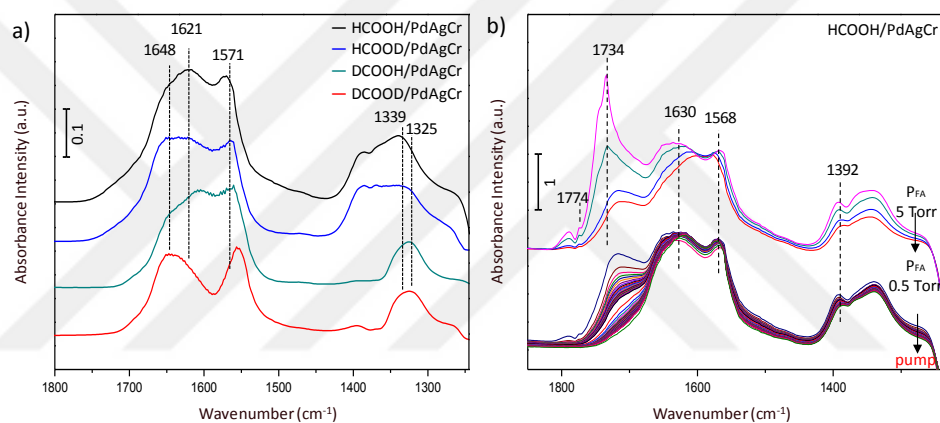 a)
1621
1648
1571
HCOOH/PdAgCr
HCOOD/PdAgCr
DCOOH/PdAgCr
DCOOD/PdAgCr
1339
1325
0.1
Absorbance Intensity (a.u.)
1800 1700 1600 1500 1400 1300
Wavenumber (cm-1)
b)
HCOOH/PdAgCr
1734
1630
1568
1774
1392
1
PFA
5 Torr
PFA
0.5 Torr
pump
Absorbance Intensity (a.u.)
1800 1600 1400
Wavenumber (cm-1)